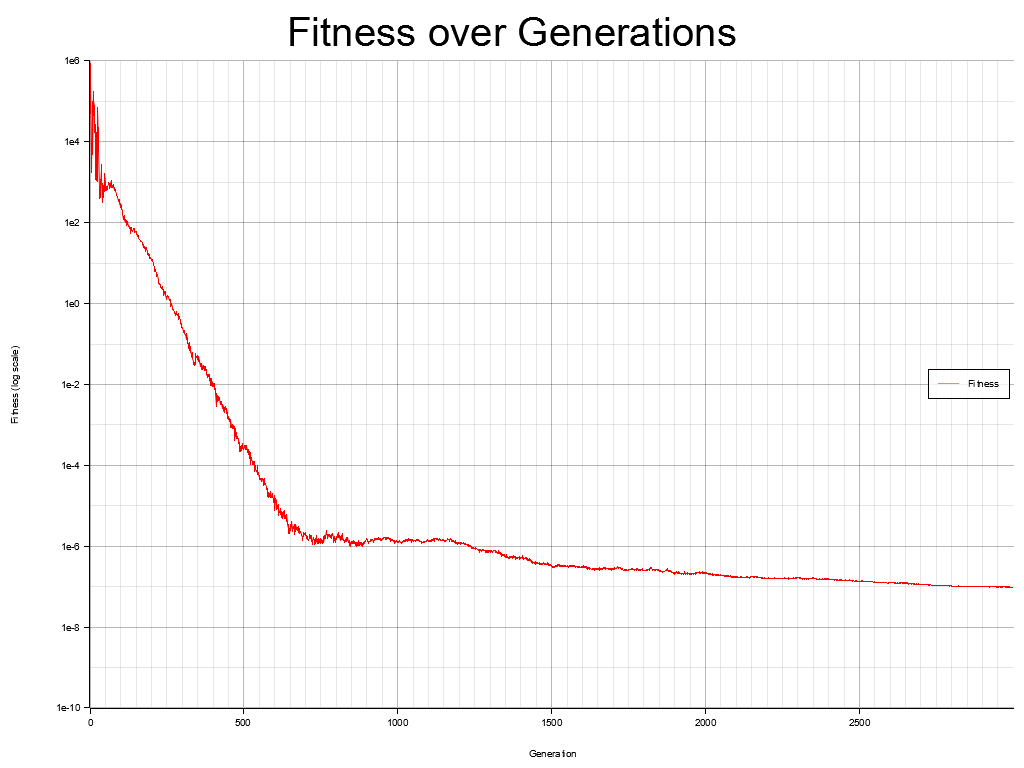 Fitness over Generations
1e6
1e4
1e2
1e0
1e-2
1e-4
1e-6
1e-8
1e-10
Fitness (log scale)
Fitness
0 500 1000 1500 2000 2500
Generation